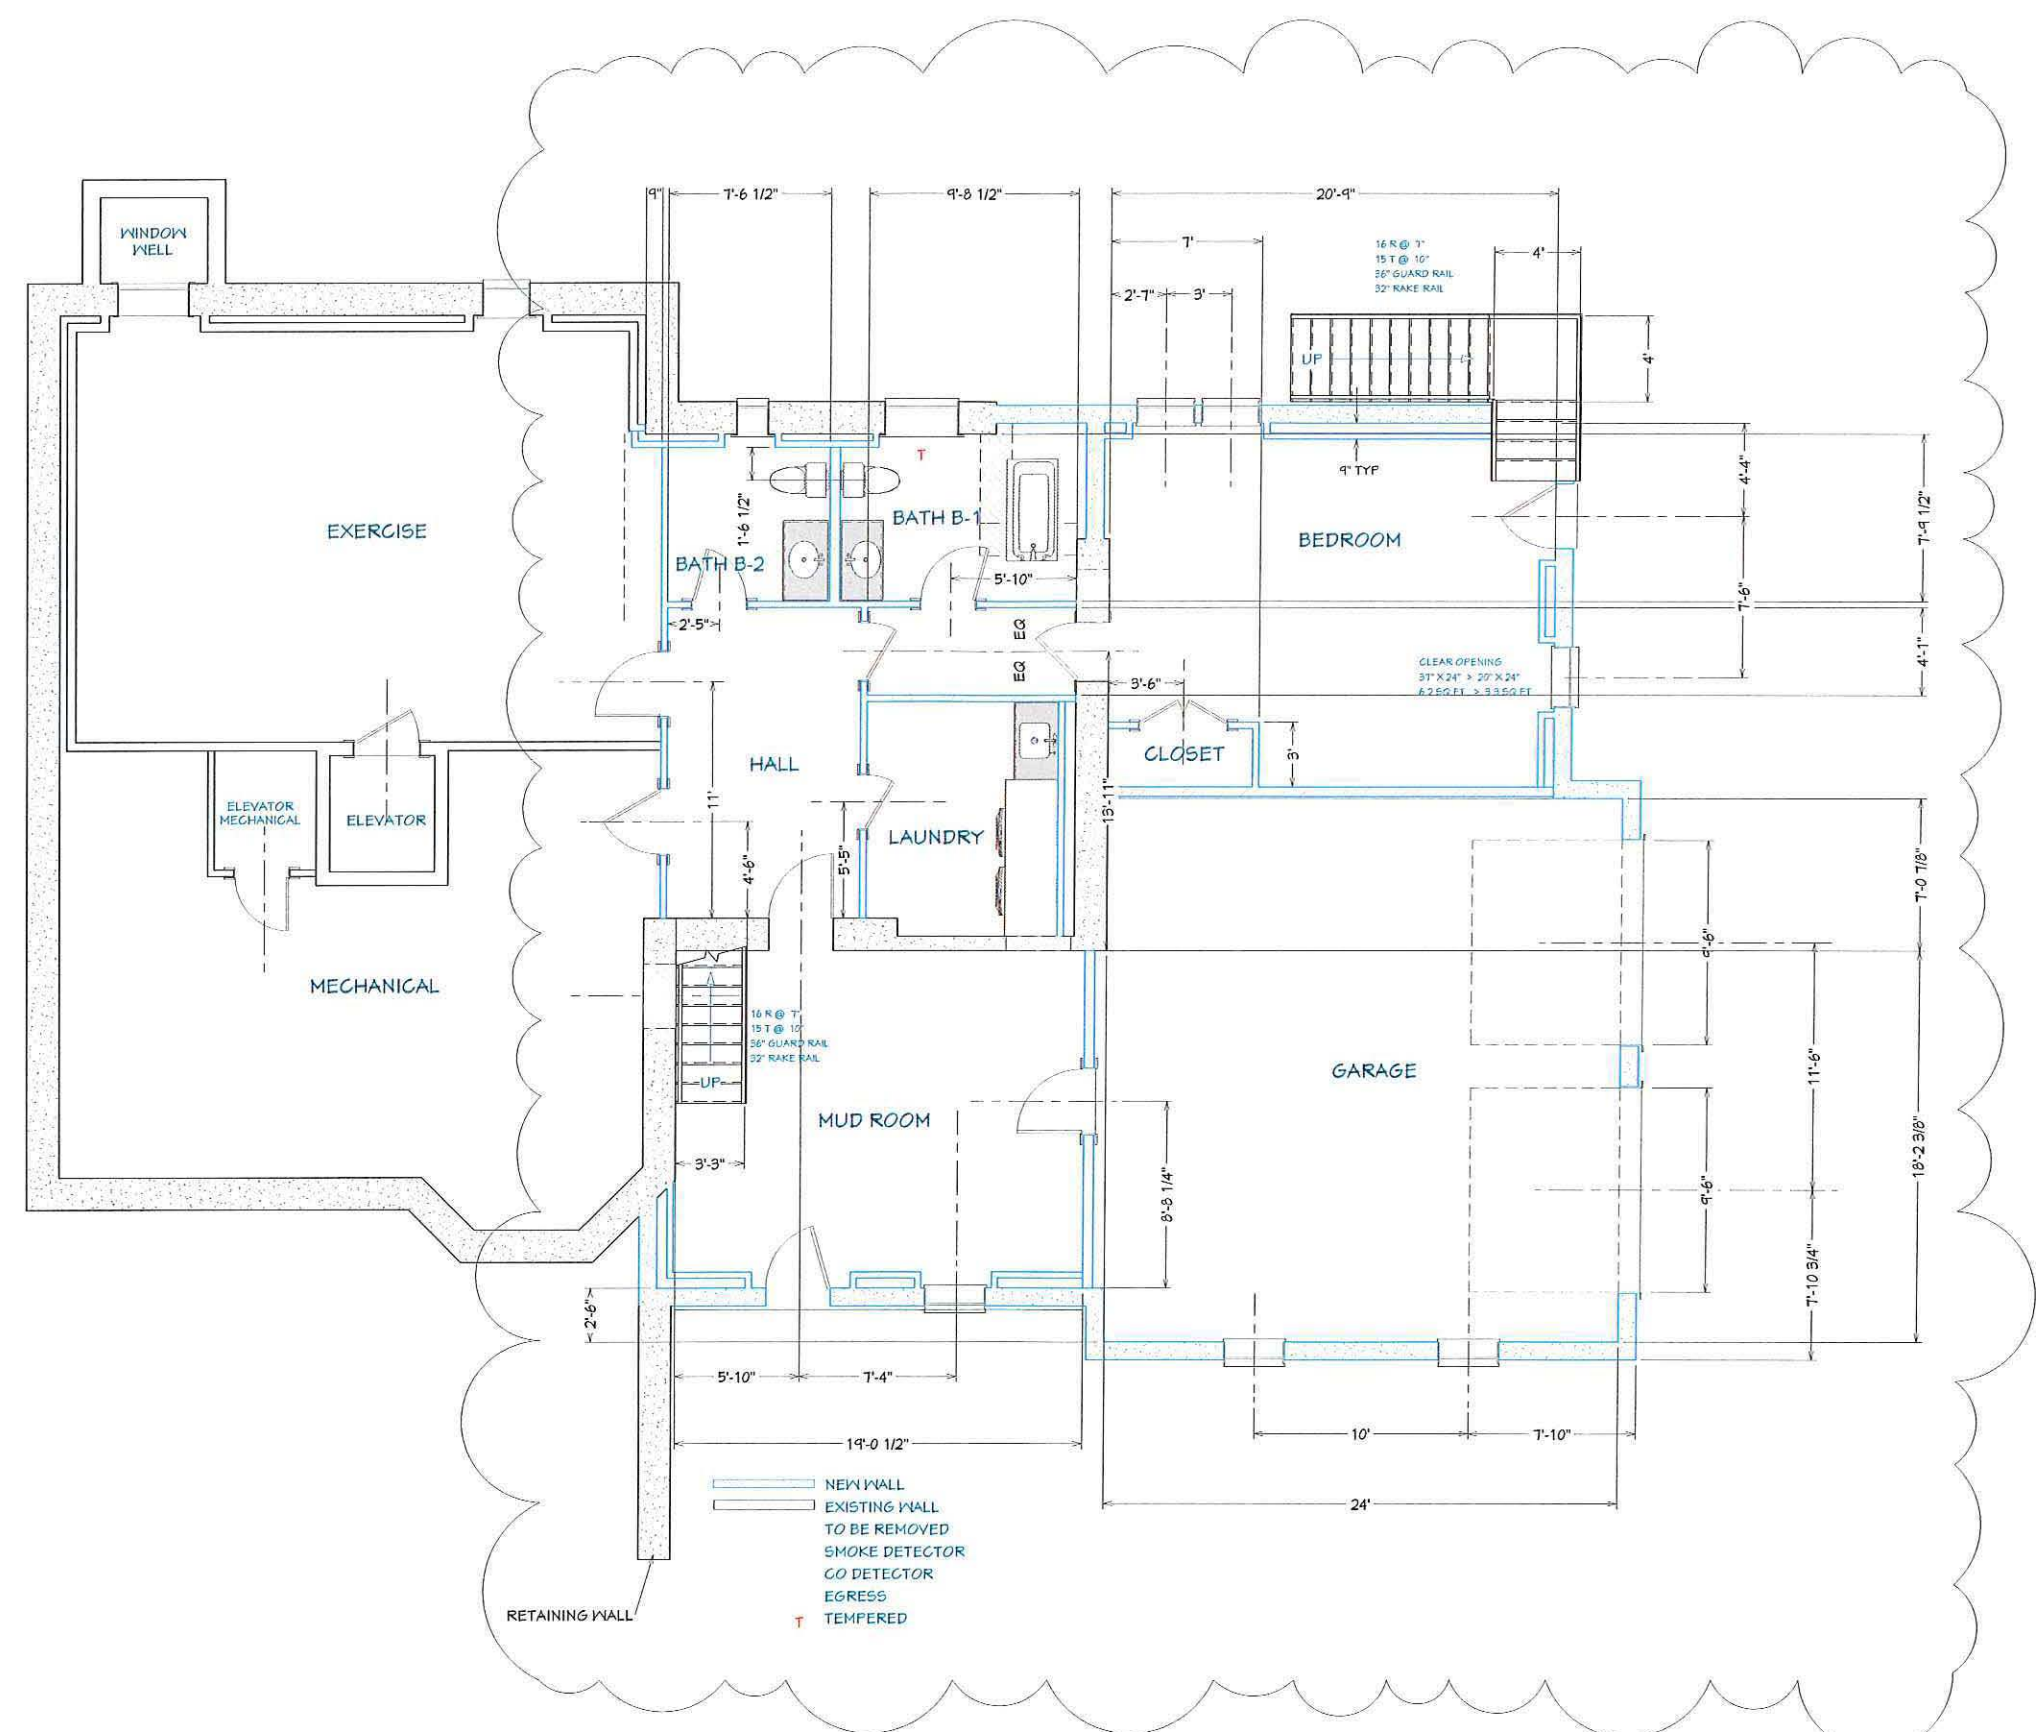 9"
7'-6 1/2"
9'-8 1/2"
20'-9"
WINDOW
WELL
7'
16 R @ 7"
15 T @ 10"
36" GUARD RAIL
32" RAKE RAIL
4'
2'-7"
3'
UP
4'
9" TYP
T
EXERCISE
1'-6 1/2"
BATH B-1
BATH B-2
BEDROOM
4'-4"
7'-9 1/2"
5'-10"
7'-6"
2'-5"
EQ
EQ
4'-1"
CLEAR OPENING
37" X 24" > 20" X 24"
3'-6"
HALL
CLOSET
3'
11'
13'-11"
ELEVATOR
MECHANICAL
ELEVATOR
LAUNDRY
4'-6"
5'-5"
7'-0 7/8"
9'-6"
MECHANICAL
16 R @ 7"
15 T @ 10"
36" GUARD RAIL
32" RAKE RAIL
UP
GARAGE
11'-6"
MUD ROOM
3'-3"
8'-8 1/4"
9'-6"
18'-2 3/8"
7'-10 3/4"
2'-6"
5'-10"
7'-4"
19'-0 1/2"
10'
7'-10"
24'
NEW WALL
EXISTING WALL
TO BE REMOVED
SMOKE DETECTOR
CO DETECTOR
EGRESS
T TEMPERED
RETAINING WALL